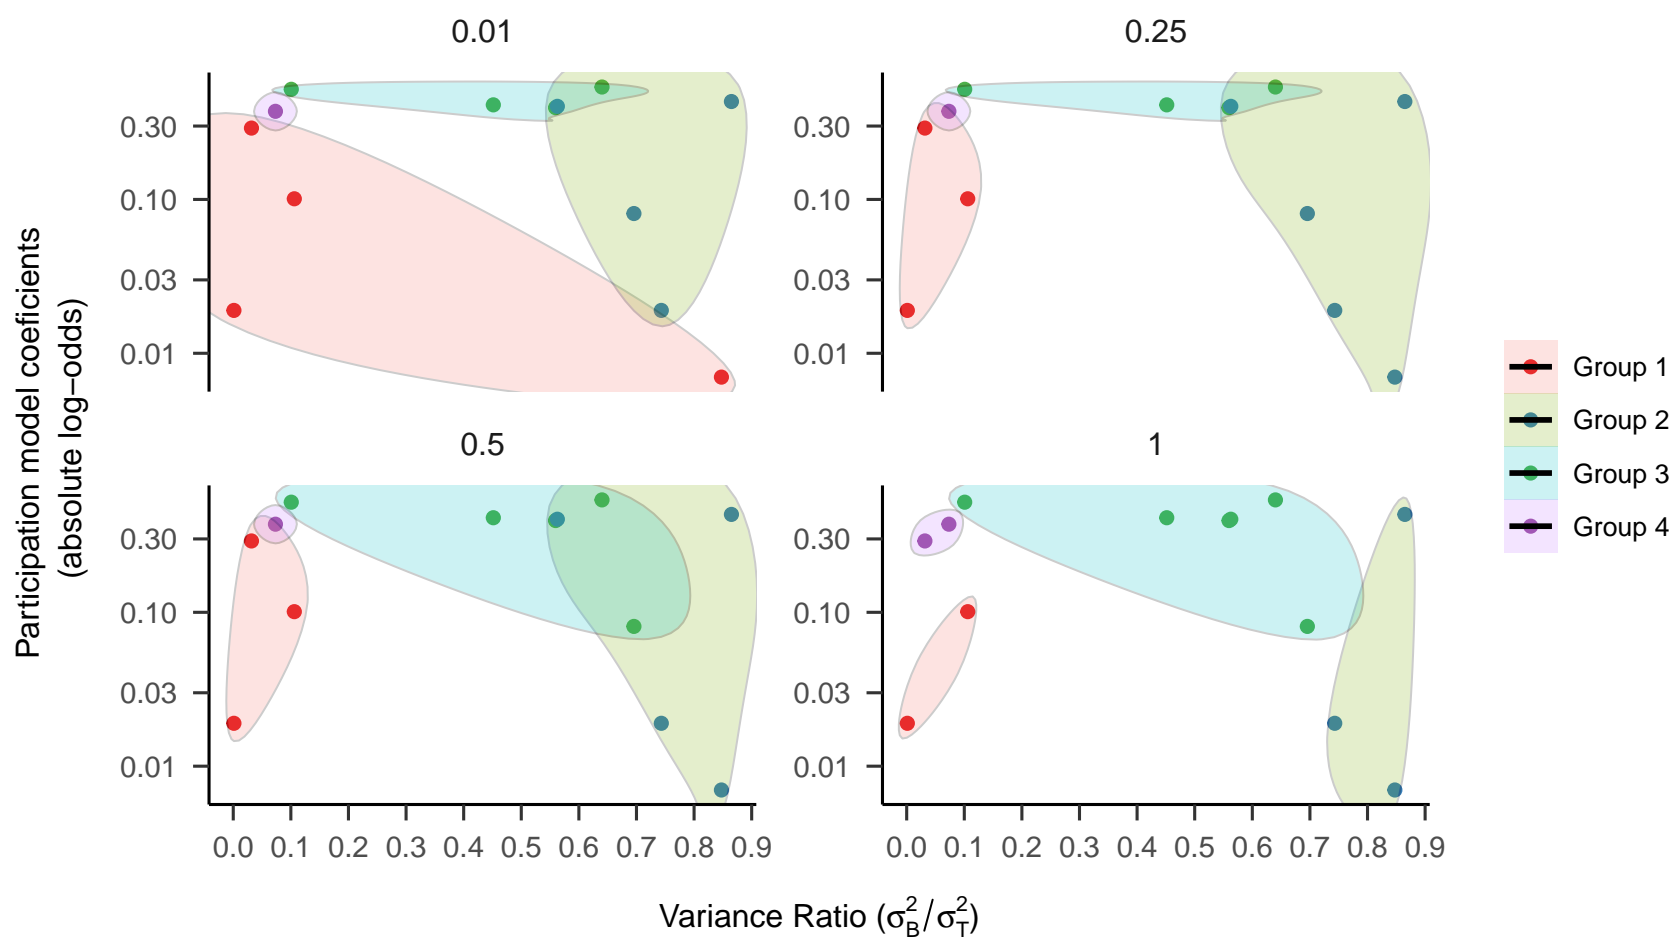 0.01
0.25
0.30
0.10
0.03
0.01
0.30
0.10
0.03
0.01
Participation model coeficients
(absolute log−odds)
0.5
1
0.30
0.10
0.03
0.01
0.30
0.10
0.03
0.01
0.0 0.1 0.2 0.3 0.4 0.5 0.6 0.7 0.8 0.9
0.0 0.1 0.2 0.3 0.4 0.5 0.6 0.7 0.8 0.9
Variance Ratio (σ²_B/σ²_T)
Group 1
Group 2
Group 3
Group 4